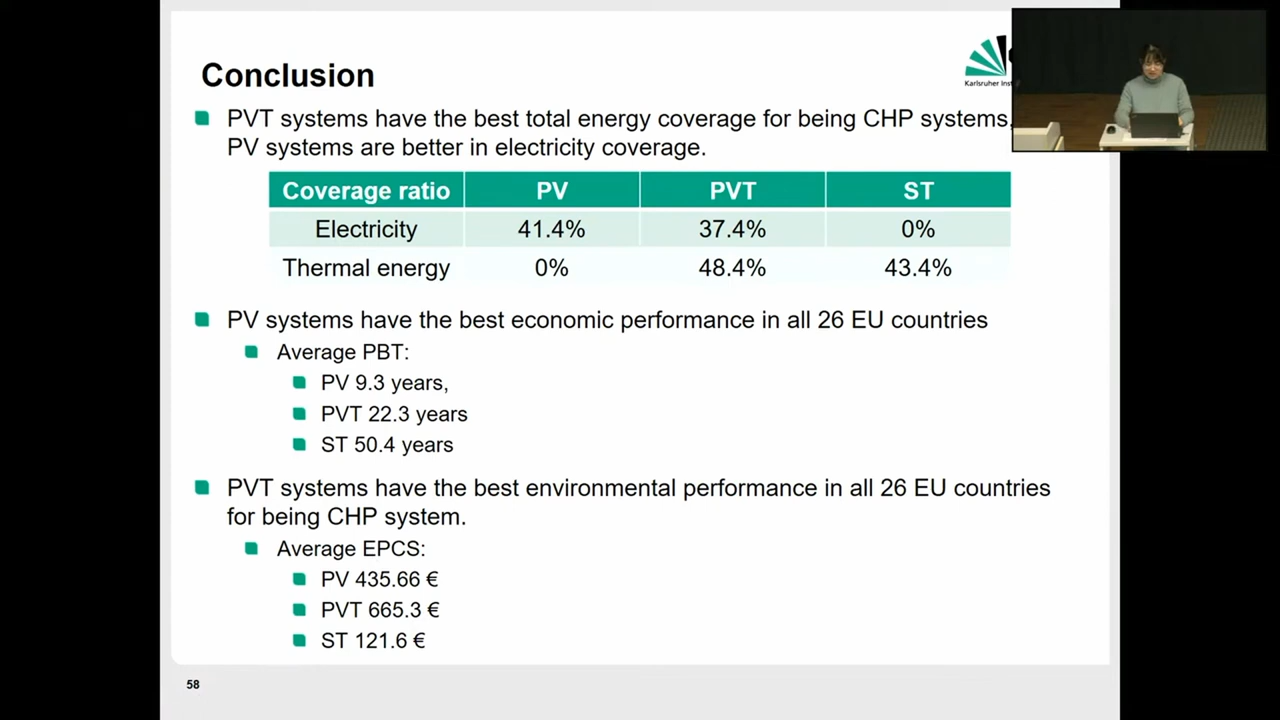 Conclusion
Karlsruher
PVT systems have the best total energy coverage for being CHP systems,
PV systems are better in electricity coverage.
Coverage ratio PV PVT ST
Electricity 41.4% 37.4% 0%
Thermal energy 0% 48.4% 43.4%
PV systems have the best economic performance in all 26 EU countries
Average PBT:
PV 9.3 years,
PVT 22.3 years
ST 50.4 years
PVT systems have the best environmental performance in all 26 EU countries
for being CHP system.
Average EPCS:
PV 435.66 €
PVT 665.3 €
ST 121.6 €
58